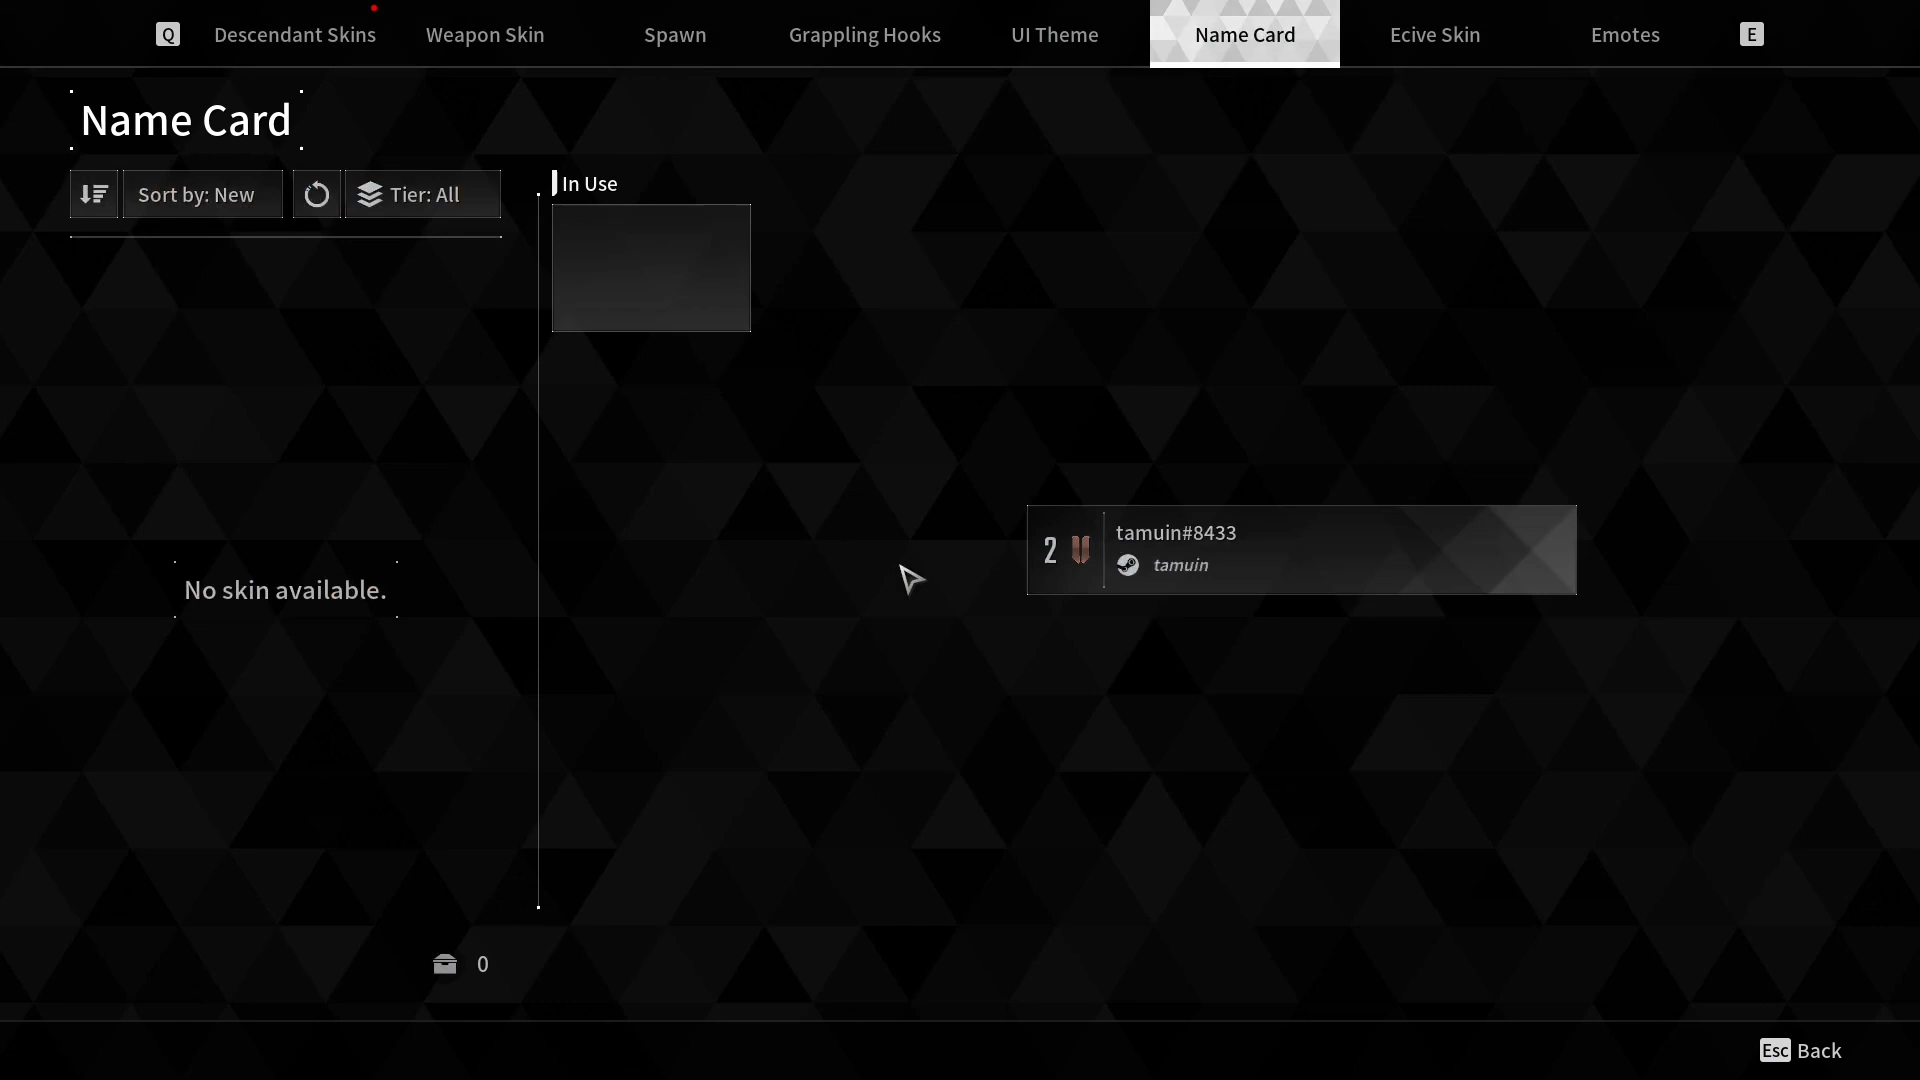 Q Descendant Skins Weapon Skin Spawn Grappling Hooks UI Theme Name Card Ecive Skin Emotes E
Name Card
Sort by: New Tier: All
In Use
tamuin#8433
2
tamuin
No skin available.
0
Esc Back